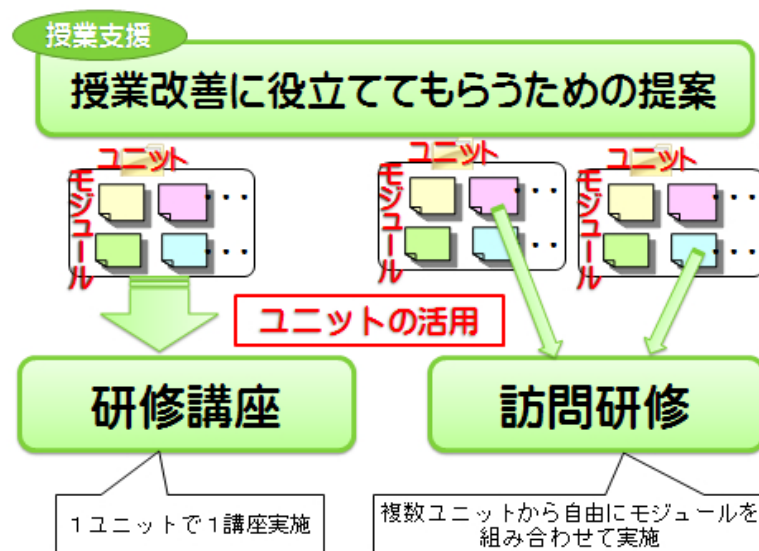 授業支援
授業改善に役立ててもらうための提案
ユニット
モジュール
・・・
・・・
ユニット
モジュール
・・・
・・・
ユニット
モジュール
・・・
・・・
ユニットの活用
研修講座
訪問研修
１ユニットで１講座実施
複数ユニットから自由にモジュールを
組み合わせて実施